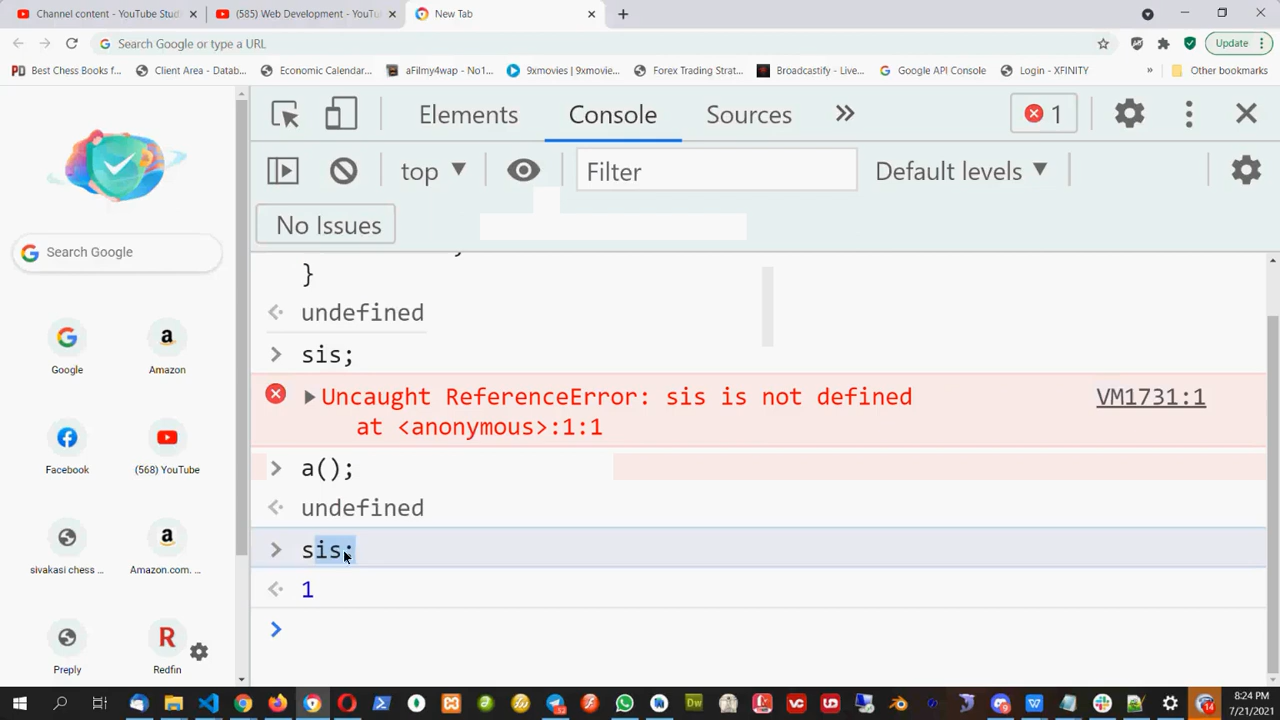 Channel content - YouTube Stud
(585) Web Development - YouTu
New Tab
Search Google or type a URL
Update
Best Chess Books f...
Client Area - Datab...
Economic Calendar...
aFilmy4wap - No1...
9xmovies | 9xmovie...
Forex Trading Strat...
Broadcastify - Live...
Google API Console
Login - XFINITY
»
Other bookmarks
Elements
Console
Sources
»
1
top
Filter
Default levels
No Issues
}
undefined
sis;
Uncaught ReferenceError: sis is not defined
VM1731:1
at <anonymous>:1:1
a();
undefined
sis;
1
Search Google
Google
Amazon
Facebook
(568) YouTube
sivakasi chess ...
Amazon.com. ...
Preply
Redfin
8:24 PM
7/21/2021